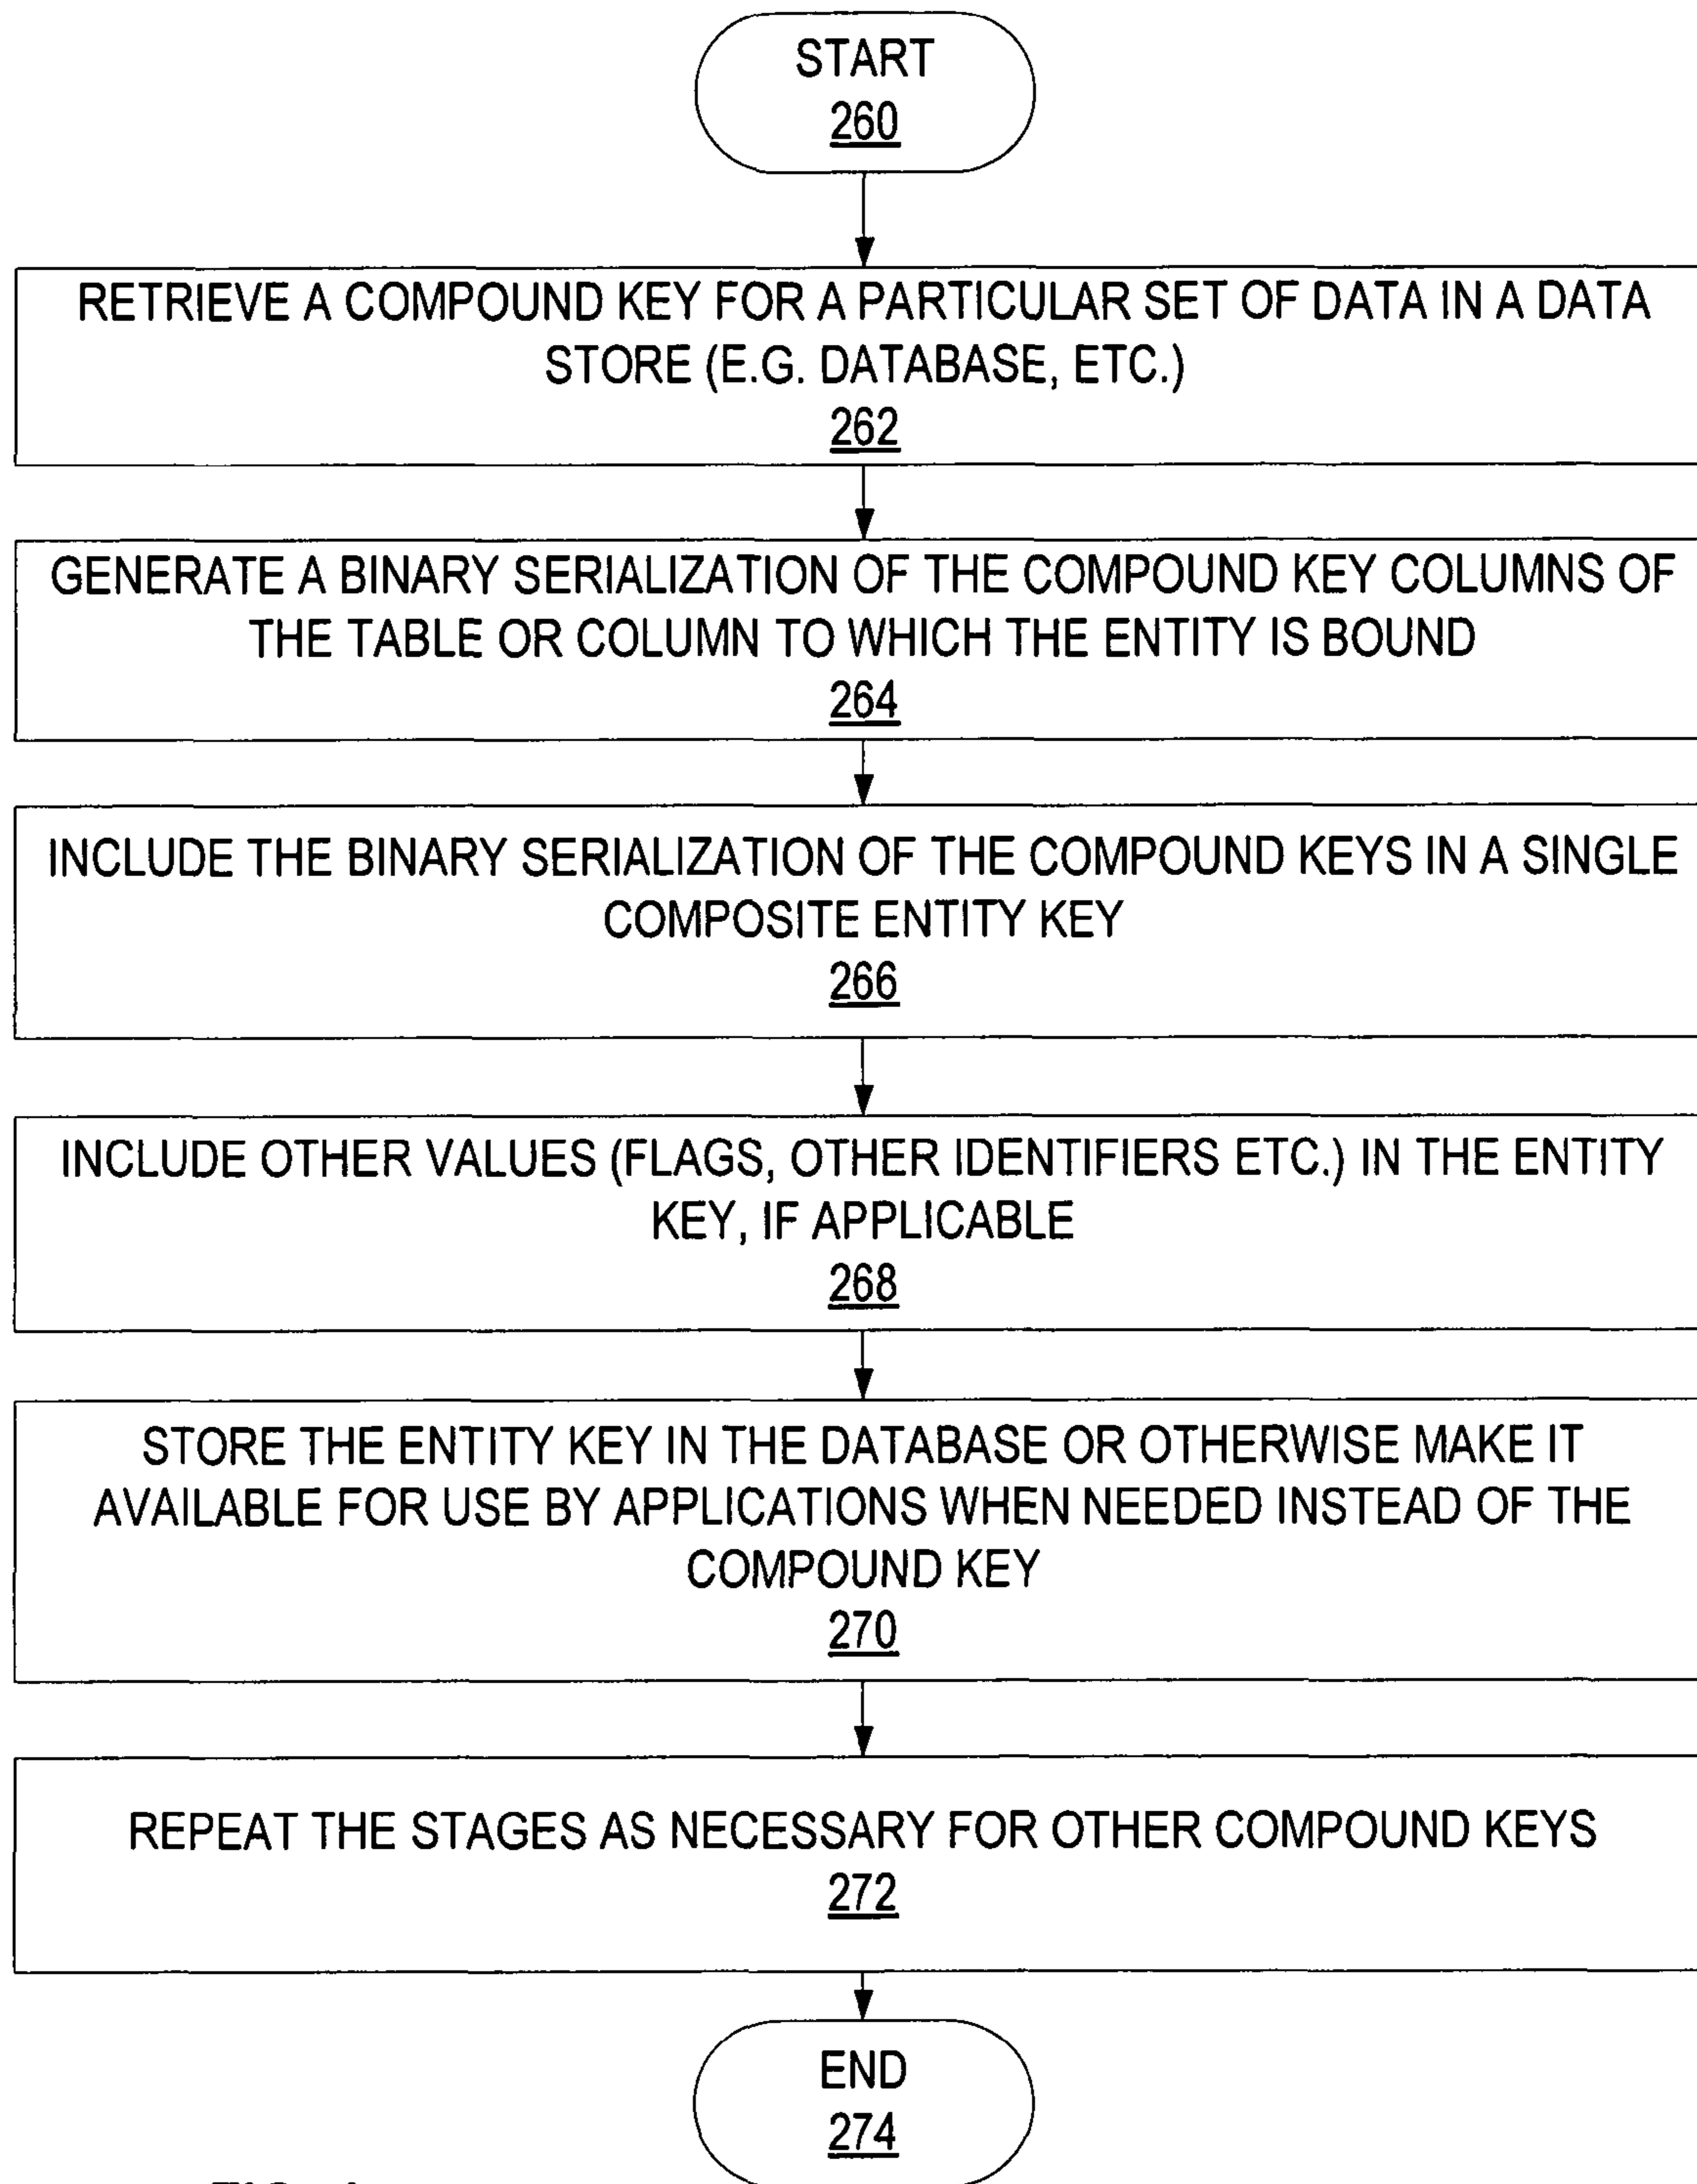 START
260
RETRIEVE A COMPOUND KEY FOR A PARTICULAR SET OF DATA IN A DATA
STORE (E.G. DATABASE, ETC.)
262
GENERATE A BINARY SERIALIZATION OF THE COMPOUND KEY COLUMNS OF
THE TABLE OR COLUMN TO WHICH THE ENTITY IS BOUND
264
INCLUDE THE BINARY SERIALIZATION OF THE COMPOUND KEYS IN A SINGLE
COMPOSITE ENTITY KEY
266
INCLUDE OTHER VALUES (FLAGS, OTHER IDENTIFIERS ETC.) IN THE ENTITY
KEY, IF APPLICABLE
268
STORE THE ENTITY KEY IN THE DATABASE OR OTHERWISE MAKE IT
AVAILABLE FOR USE BY APPLICATIONS WHEN NEEDED INSTEAD OF THE
COMPOUND KEY
270
REPEAT THE STAGES AS NECESSARY FOR OTHER COMPOUND KEYS
272
END
274